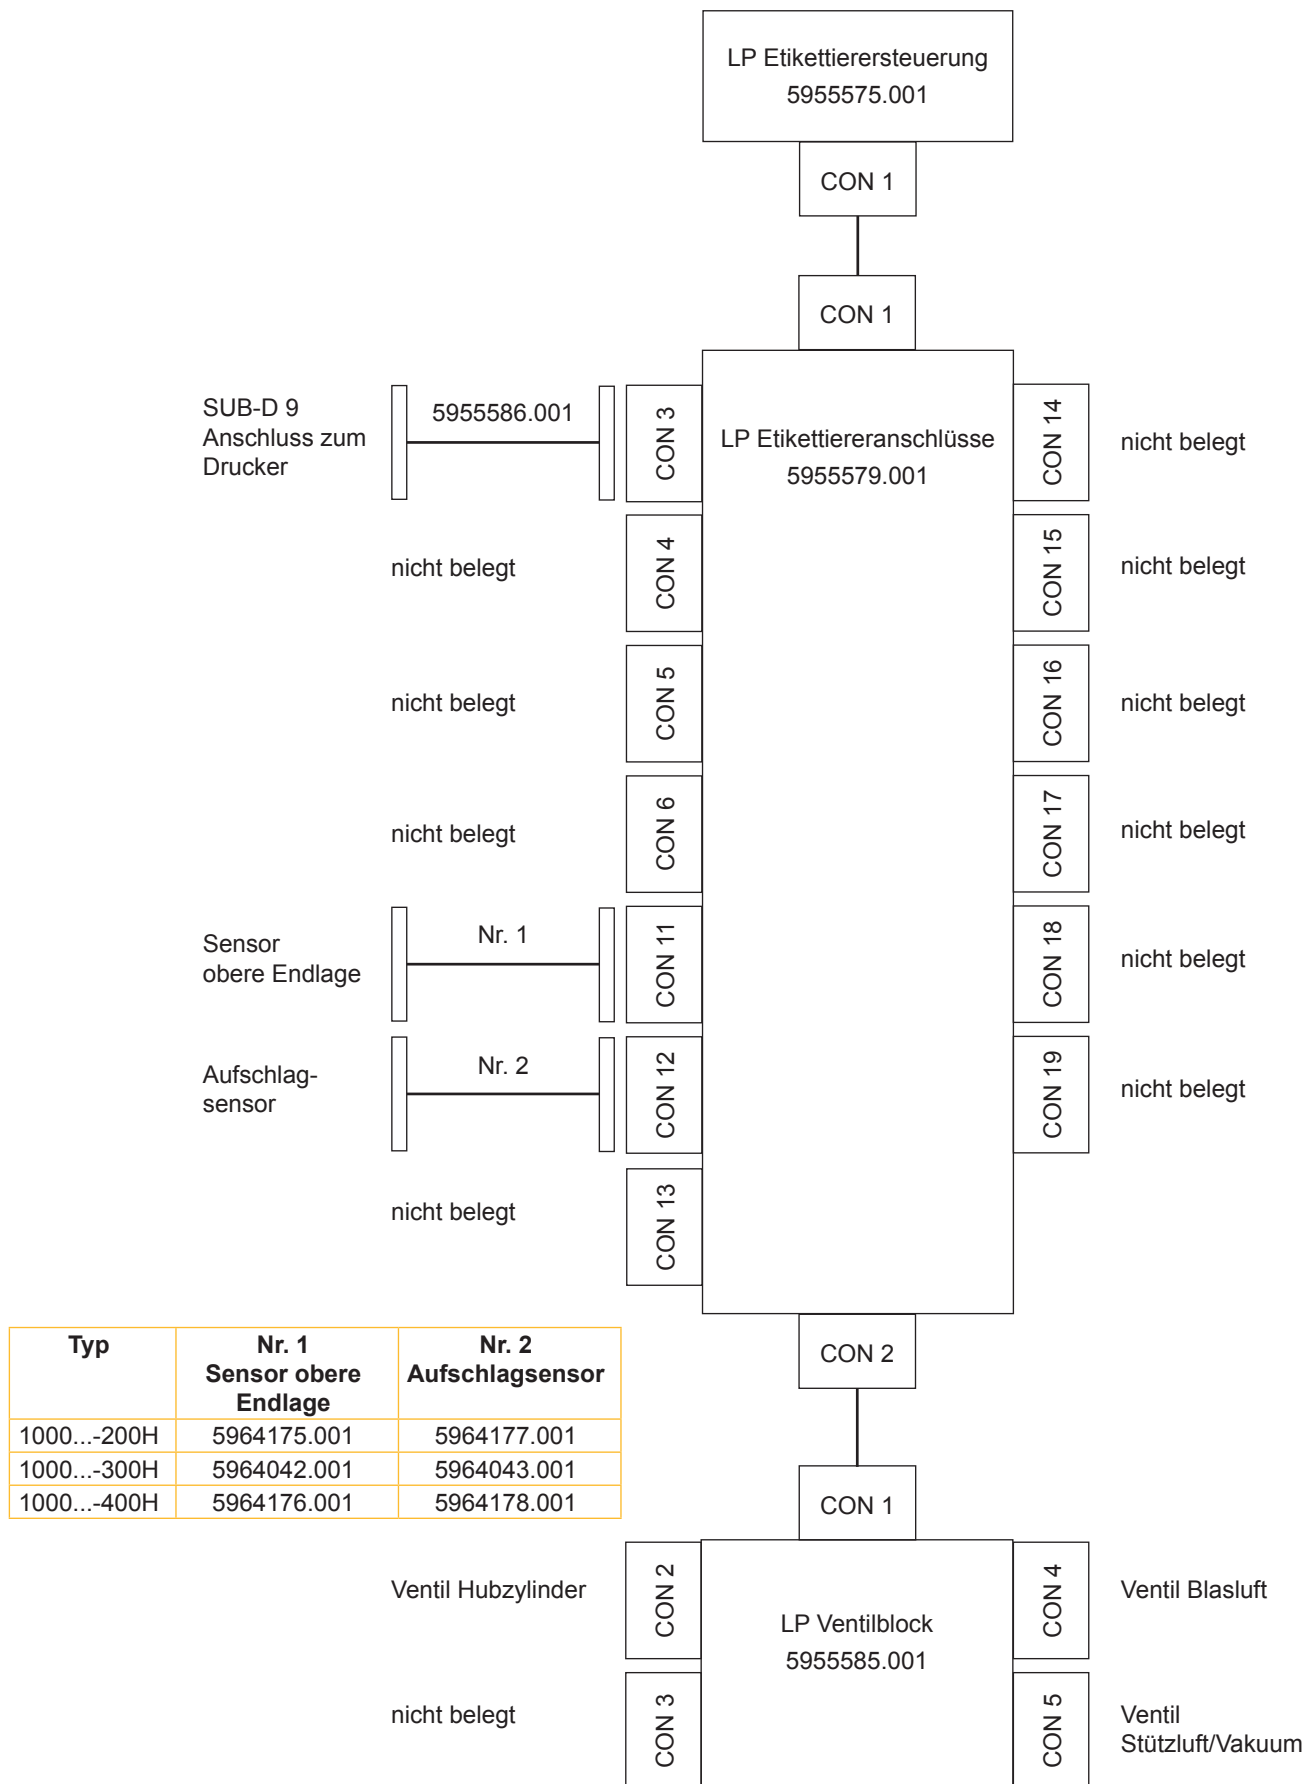 LP Etikettierersteuerung
5955575.001
CON 1
CON 1
SUB-D 9
Anschluss zum
Drucker
5955586.001
CON 3
LP Etikettiereranschlüsse
5955579.001
CON 14
nicht belegt
nicht belegt
CON 4
CON 15
nicht belegt
nicht belegt
CON 5
CON 16
nicht belegt
nicht belegt
CON 6
CON 17
nicht belegt
Sensor
obere Endlage
Nr. 1
CON 11
CON 18
nicht belegt
Aufschlag-
sensor
Nr. 2
CON 12
CON 19
nicht belegt
nicht belegt
CON 13
Typ
Nr. 1
Sensor obere
Endlage
Nr. 2
Aufschlagsensor
1000...-200H 5964175.001 5964177.001
1000...-300H 5964042.001 5964043.001
1000...-400H 5964176.001 5964178.001
CON 2
CON 1
Ventil Hubzylinder
CON 2
LP Ventilblock
5955585.001
CON 4
Ventil Blasluft
nicht belegt
CON 3
CON 5
Ventil
Stützluft/Vakuum